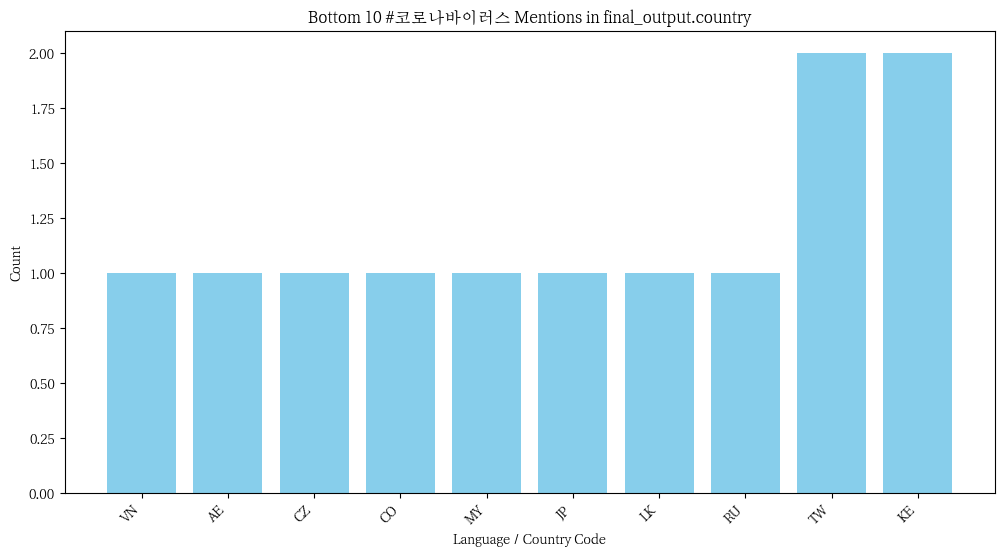 Bottom 10 #코로나바이러스 Mentions in final_output.country
2.00
1.75
1.50
1.25
1.00
0.75
0.50
0.25
0.00
Count
VN
AE
CZ
CO
MY
JP
LK
RU
TW
KE
Language / Country Code